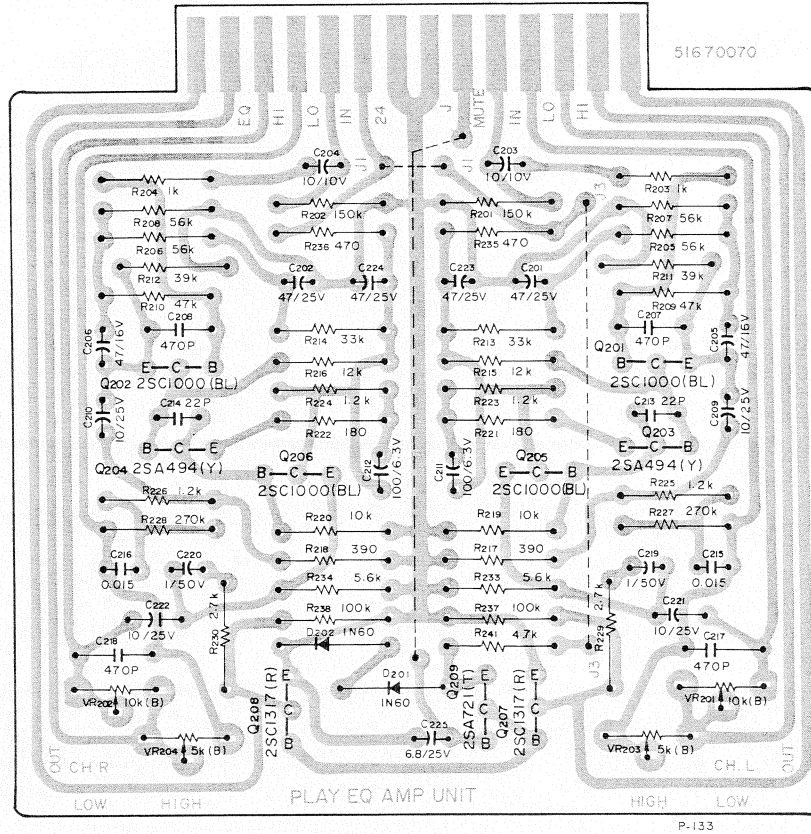 51670070
EQ HI LO IN 24 J MUTE IN LO HI
C204 10/10V J1 J1 C203 10/10V
R204 1k R203 1k
R202 150k R201 150k J3
R208 56k R207 56k
R236 470 R235 470
R206 56k R205 56k
R212 39k R211 39k
C202 47/25V C224 47/25V C223 47/25V C201 47/25V
R210 47k R209 47k
C208 470P C207 470P
C206 47/16V C205 47/16V
R214 33k R213 33k
Q201
E-C-B B-C-E
Q202 2SC1000(BL) 2SC1000(BL)
R216 12k R215 12k
R224 1.2k R223 1.2k
C210 10/25V C209 10/25V
C214 22P C213 22P
R222 180 R221 180
B-C-E Q206 Q205 Q203 E-C-B
Q204 2SA494(Y) 2SA494(Y)
B-C-E E-C-B
2SC1000(BL) 2SC1000(BL)
C212 100/6.3V C211 100/6.3V
R226 1.2k R225 1.2k
R228 270k R227 270k
R220 10k R219 10k
R218 390 R217 390
C216 0.015 C220 1/50V C219 1/50V C215 0.015
R234 5.6k R233 5.6k
R230 2.7k R229 2.7k
R238 100k R237 100k
C222 10/25V C221 10/25V
D202 1N60 R241 4.7k
C218 470P C217 470P
J3
D201 1N60
Q208 2SC1317(R) E C B
Q209 2SA721(T) E C B
Q207 2SC1317(R) E C B
VR202 10k(B) VR201 10k(B)
C225 6.8/25V
VR204 5k(B) VR203 5k(B)
OUT CH.R CH.L OUT
LOW HIGH PLAY EQ AMP UNIT HIGH LOW
P-133